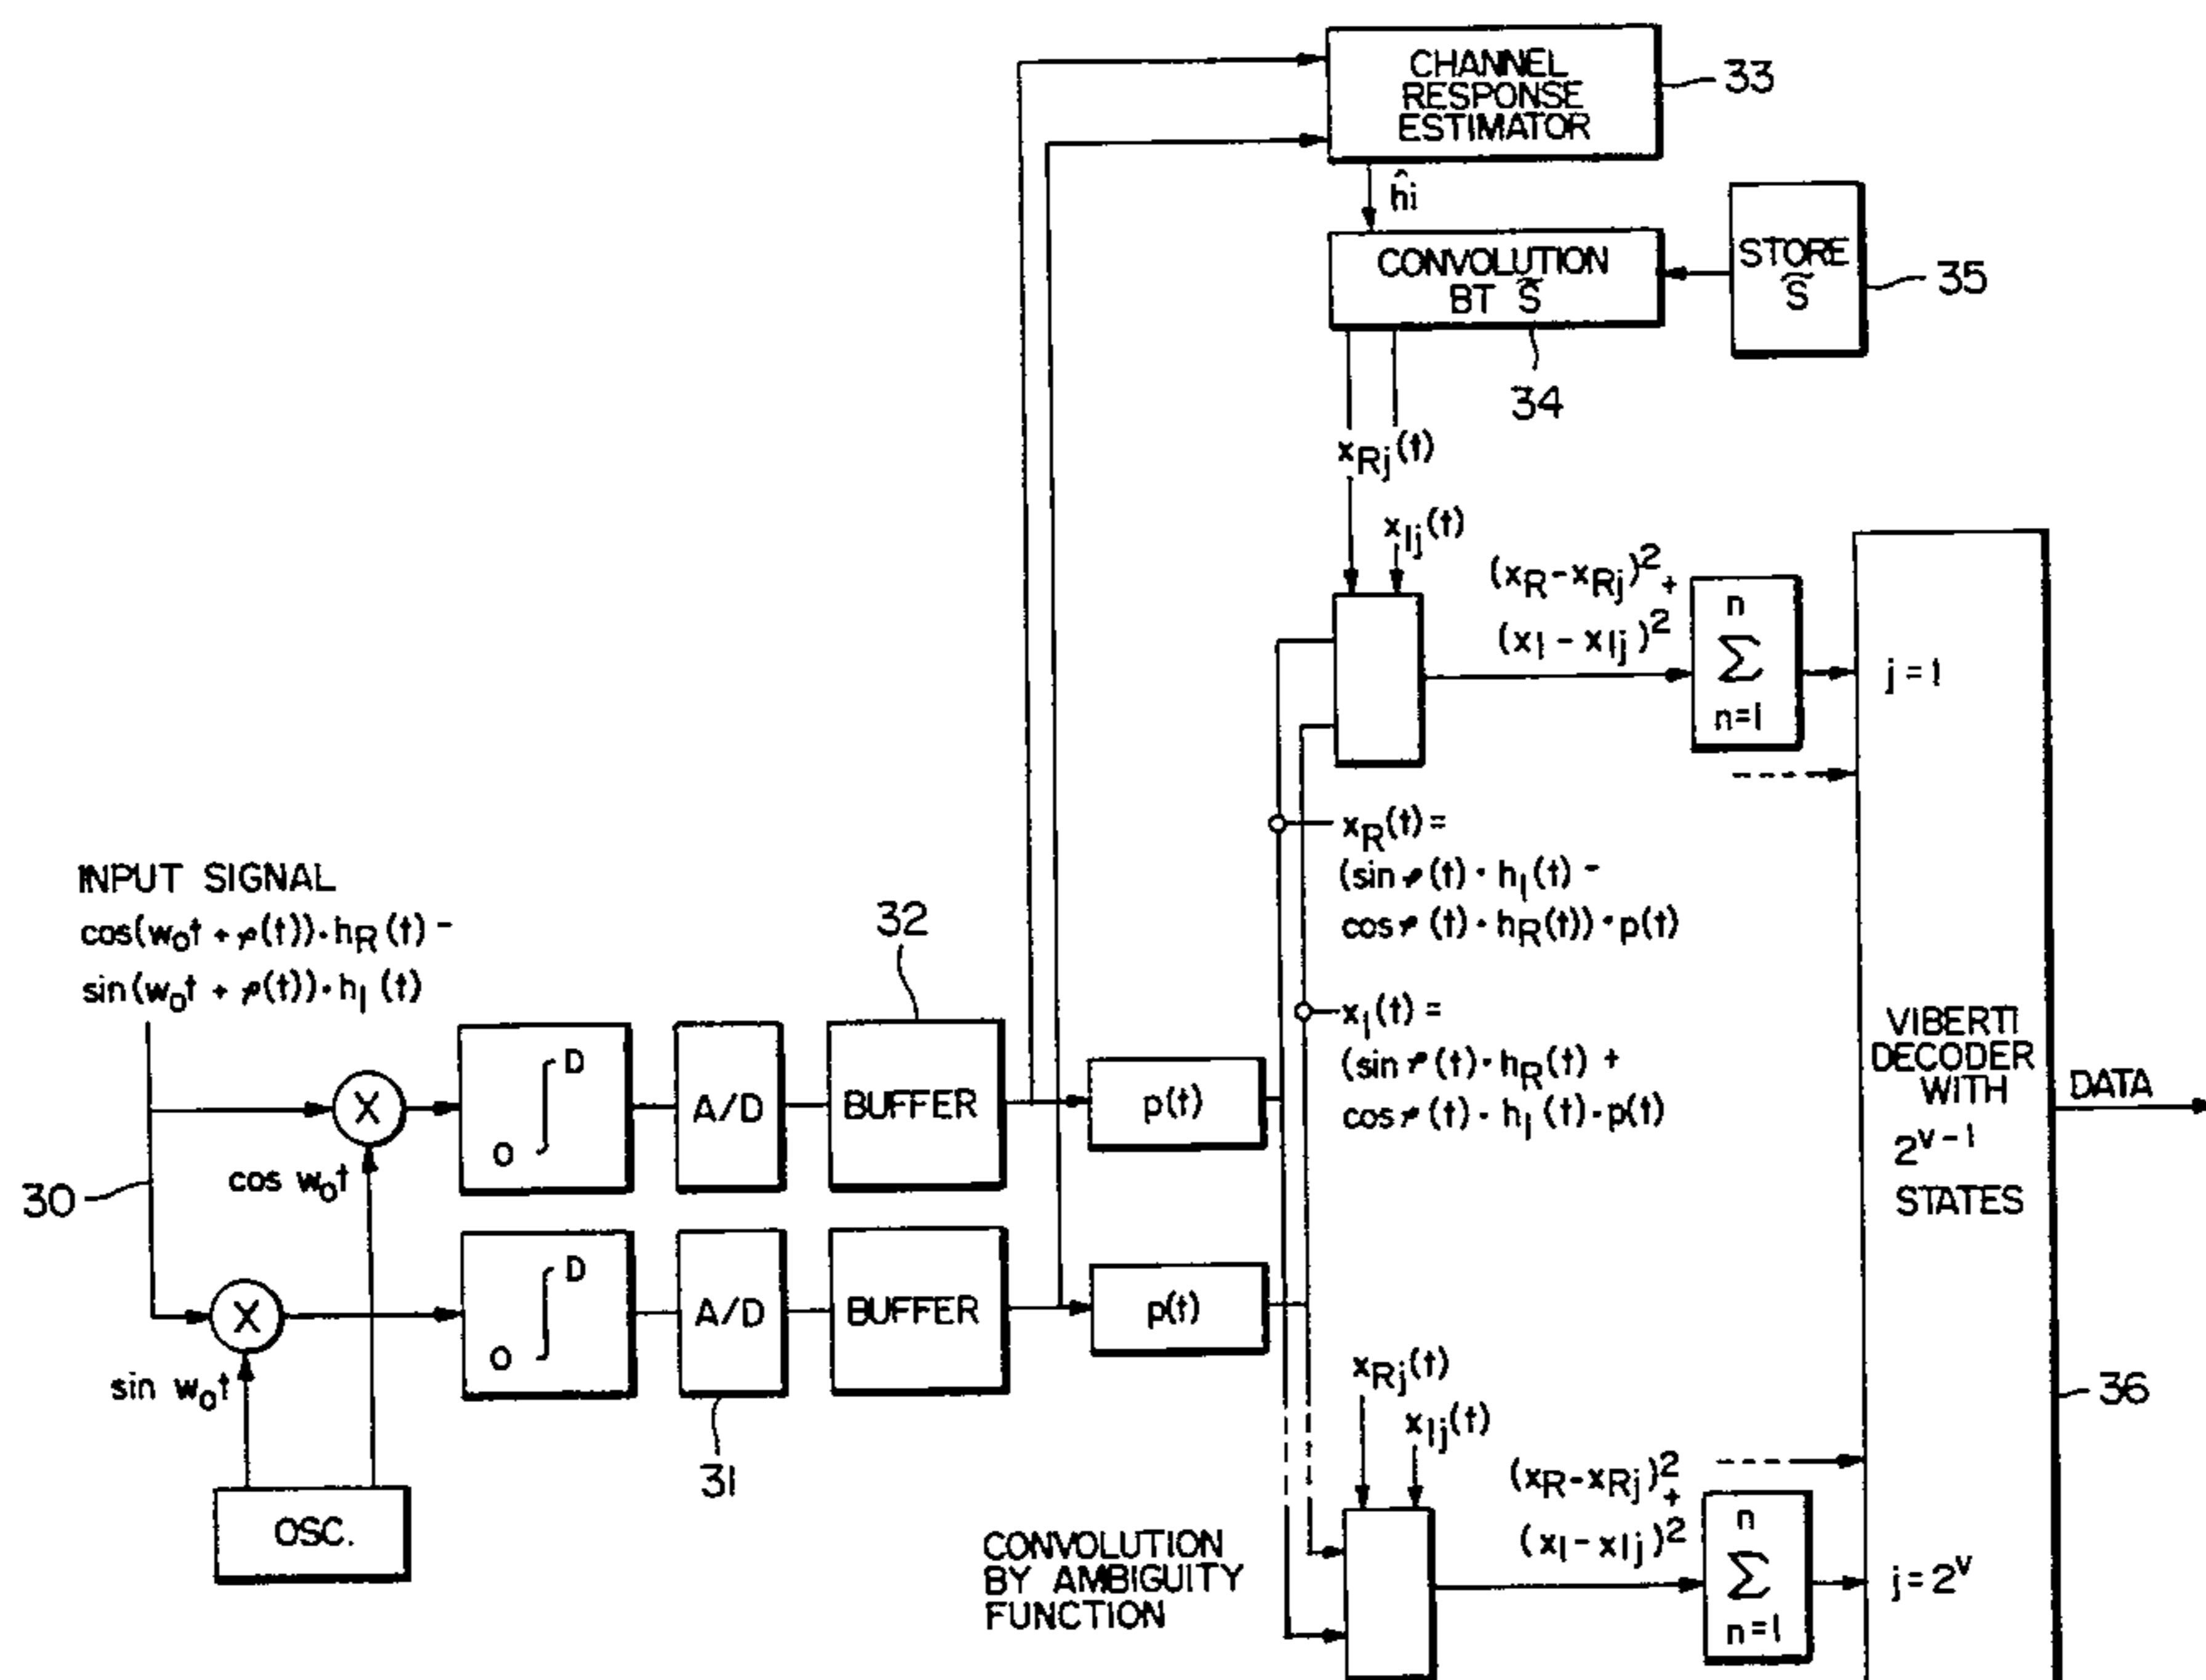 CHANNEL
RESPONSE
ESTIMATOR
33
ĥi
CONVOLUTION
BT S̃
34
STORE
S̃
35
xRj(t)
xIj(t)
(xR-xRj)²+
(xI-xIj)²
n
Σ
n=1
j=1
xR(t)=
(sin φ(t)·hI(t)-
cos φ(t)·hR(t))·p(t)
xI(t)=
(sin φ(t)·hR(t)+
cos φ(t)·hI(t)·p(t)
INPUT SIGNAL
cos(w₀t+φ(t))·hR(t)-
sin(w₀t+φ(t))·hI(t)
30
X
cos w₀t
∫
D
O
A/D
32
BUFFER
p(t)
X
sin w₀t
OSC.
∫
D
O
A/D
31
BUFFER
p(t)
VIBERTI
DECODER
WITH
2ᵛ⁻¹
STATES
DATA
36
CONVOLUTION
BY AMBIGUITY
FUNCTION
xRj(t)
xIj(t)
(xR-xRj)²+
(xI-xIj)²
n
Σ
n=1
j=2ᵛ